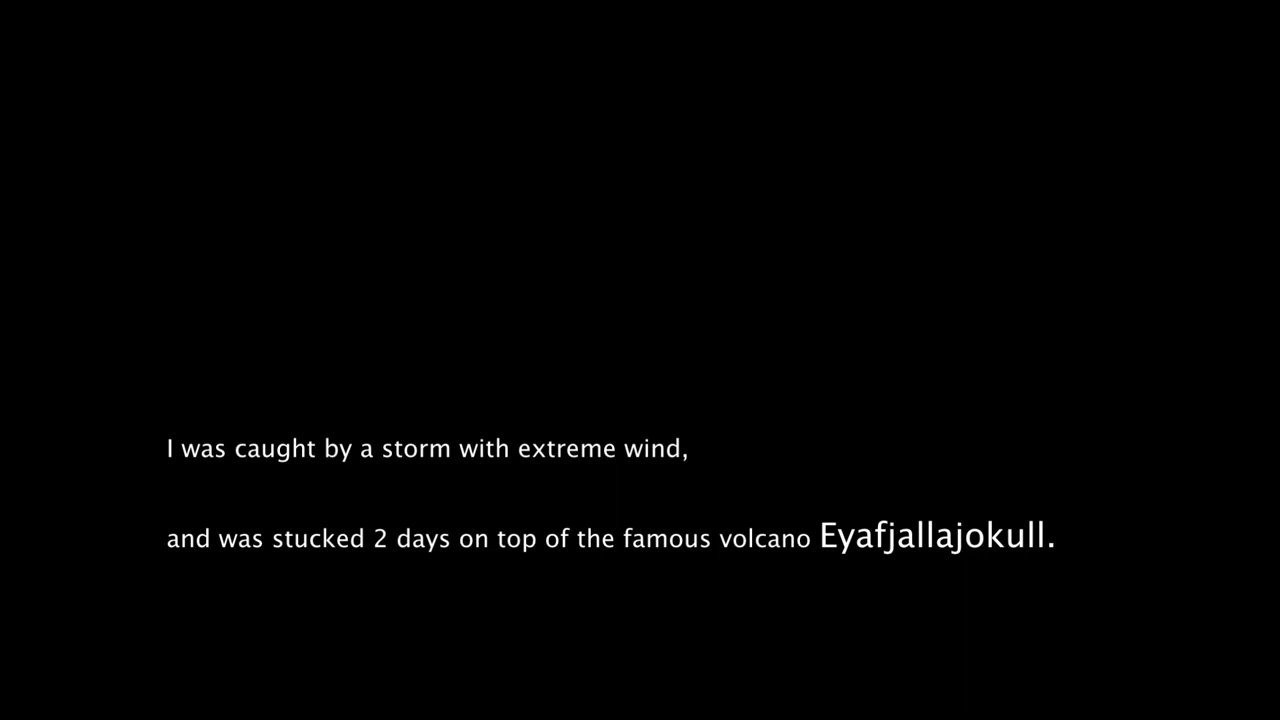 I was caught by a storm with extreme wind,
and was stucked 2 days on top of the famous volcano Eyafjallajokull.